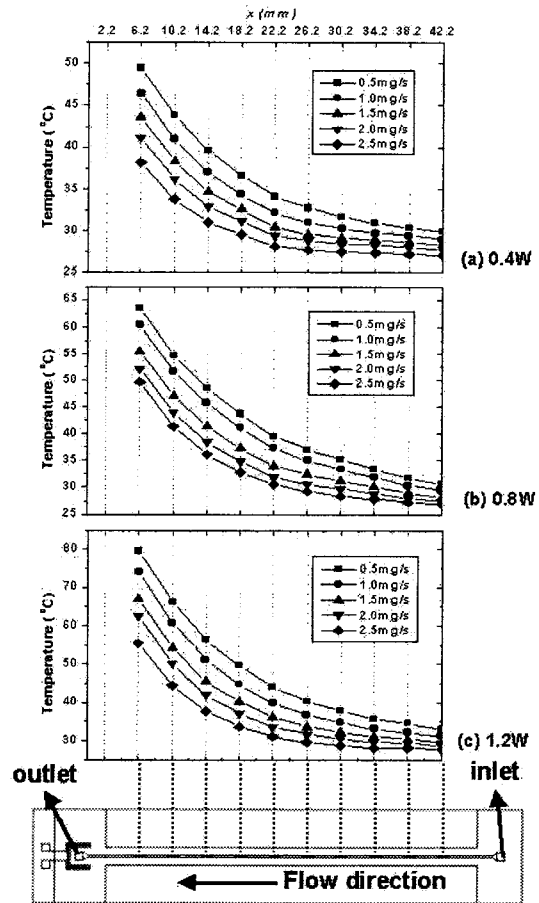 x (mm)
2.2 6.2 10.2 14.2 18.2 22.2 26.2 30.2 34.2 38.2 42.2
50
45
40
35
30
25
Temperature (°C)
0.5mg/s
1.0mg/s
1.5mg/s
2.0mg/s
2.5mg/s
(a) 0.4W
65
60
55
50
45
40
35
30
25
Temperature (°C)
0.5mg/s
1.0mg/s
1.5mg/s
2.0mg/s
2.5mg/s
(b) 0.8W
80
70
60
50
40
30
Temperature (°C)
0.5mg/s
1.0mg/s
1.5mg/s
2.0mg/s
2.5mg/s
(c) 1.2W
outlet
inlet
Flow direction